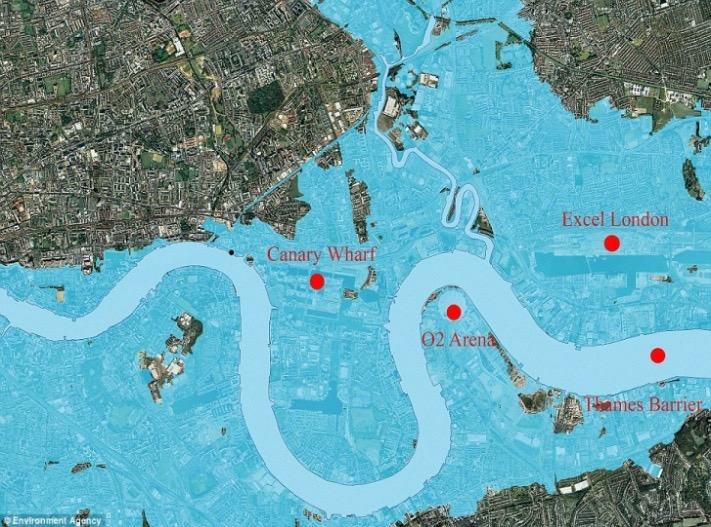 Excel London
Canary Wharf
O2 Arena
Thames Barrier
© Environment Agency